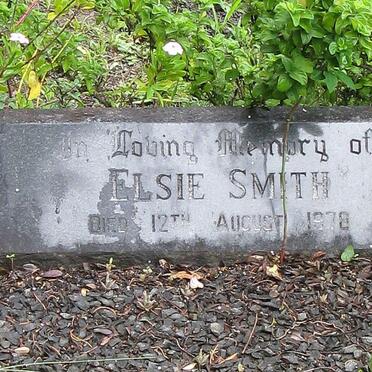 In Loving Memory of
ELSIE SMITH
DIED 12TH AUGUST 1978